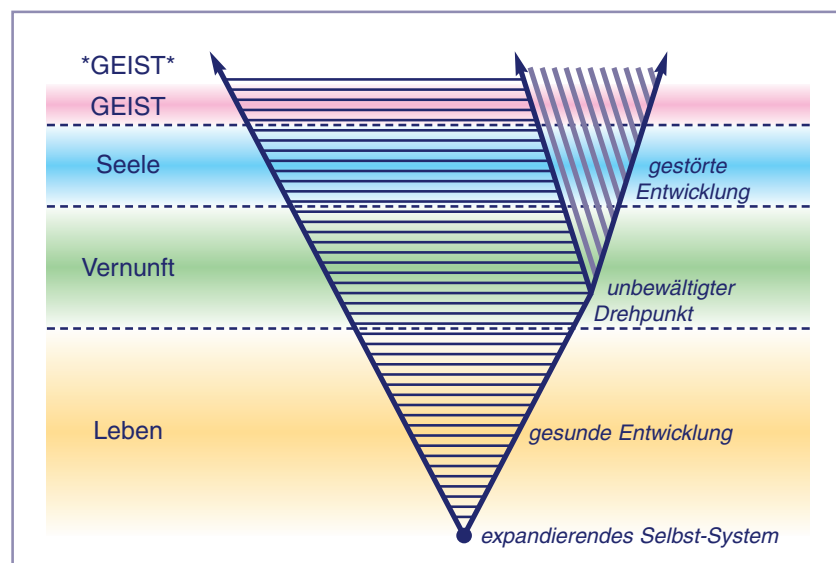 *GEIST*
GEIST
Seele
gestörte
Entwicklung
Vernunft
unbewältigter
Drehpunkt
Leben
gesunde Entwicklung
expandierendes Selbst-System